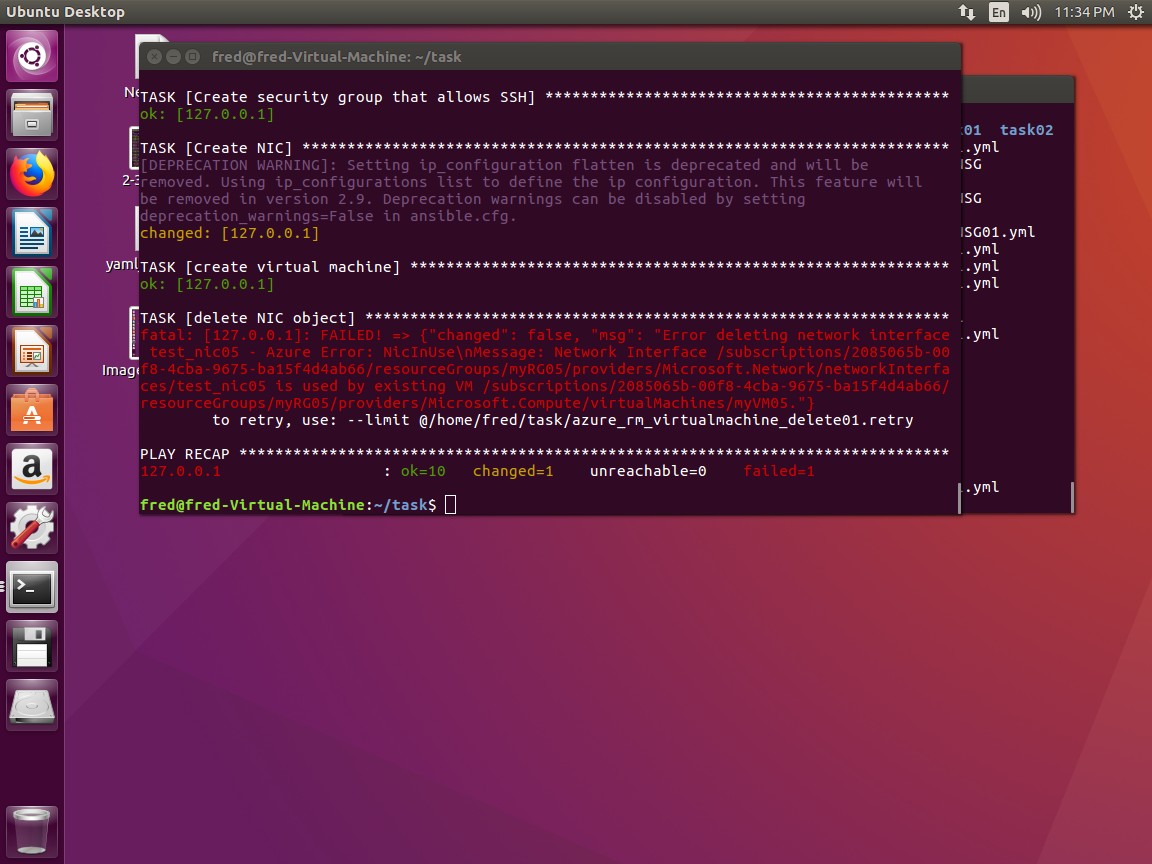 Ubuntu Desktop
En
11:34 PM
fred@fred-Virtual-Machine: ~/task
TASK [Create security group that allows SSH] *********************************************
ok: [127.0.0.1]
TASK [Create NIC] ************************************************************************
[DEPRECATION WARNING]: Setting ip_configuration flatten is deprecated and will be
removed. Using ip_configurations list to define the ip configuration. This feature will
be removed in version 2.9. Deprecation warnings can be disabled by setting
deprecation_warnings=False in ansible.cfg.
changed: [127.0.0.1]
TASK [create virtual machine] ************************************************************
ok: [127.0.0.1]
TASK [delete NIC object] *****************************************************************
fatal: [127.0.0.1]: FAILED! => {"changed": false, "msg": "Error deleting network interface
test_nic05 - Azure Error: NicInUse\nMessage: Network Interface /subscriptions/2085065b-00
f8-4cba-9675-ba15f4d4ab66/resourceGroups/myRG05/providers/Microsoft.Network/networkInterfa
ces/test_nic05 is used by existing VM /subscriptions/2085065b-00f8-4cba-9675-ba15f4d4ab66/
resourceGroups/myRG05/providers/Microsoft.Compute/virtualMachines/myVM05."}
to retry, use: --limit @/home/fred/task/azure_rm_virtualmachine_delete01.retry
PLAY RECAP *******************************************************************************
127.0.0.1 : ok=10 changed=1 unreachable=0 failed=1
fred@fred-Virtual-Machine:~/task$
01 task02
.yml
SG
SG
SG01.yml
.yml
.yml
.yml
.yml
.yml
Ne
2-3
yaml
Image